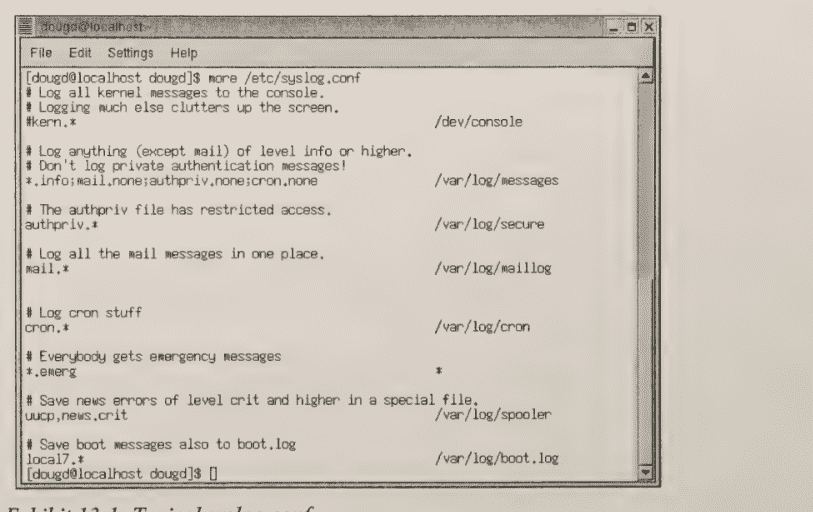 dougd@localhost:~
File Edit Settings Help
[dougd@localhost dougd]$ more /etc/syslog.conf
# Log all kernel messages to the console.
# Logging much else clutters up the screen.
#kern.* /dev/console
# Log anything (except mail) of level info or higher.
# Don't log private authentication messages!
*.info;mail.none;authpriv.none;cron.none /var/log/messages
# The authpriv file has restricted access.
authpriv.* /var/log/secure
# Log all the mail messages in one place.
mail.* /var/log/maillog
# Log cron stuff
cron.* /var/log/cron
# Everybody gets emergency messages
*.emerg *
# Save news errors of level crit and higher in a special file.
uucp,news.crit /var/log/spooler
# Save boot messages also to boot.log
local7.* /var/log/boot.log
[dougd@localhost dougd]$